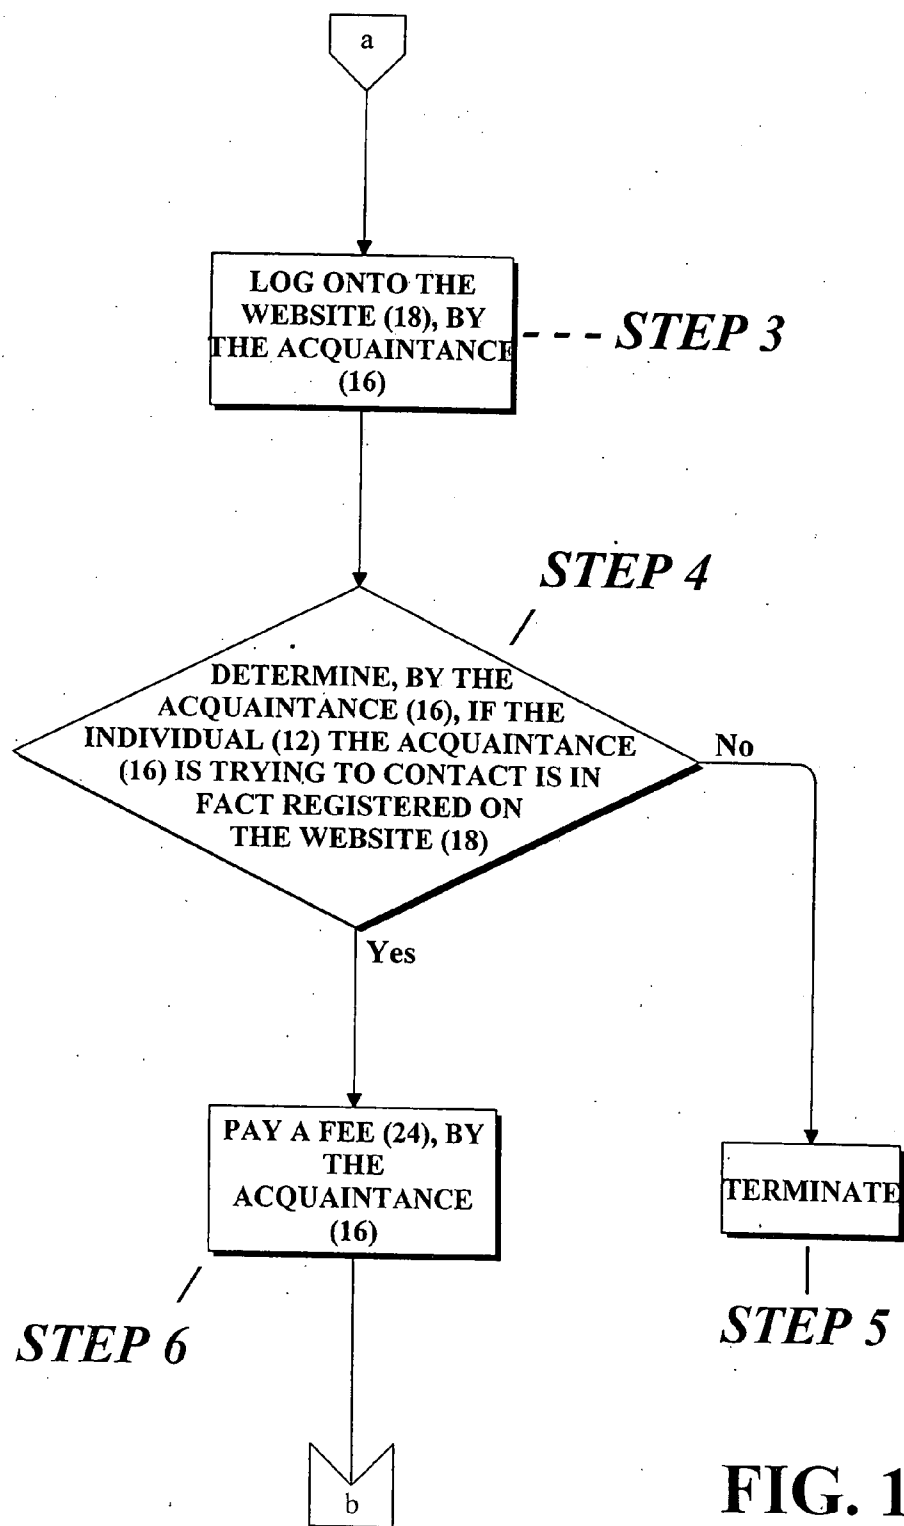 a
LOG ONTO THE
WEBSITE (18), BY
THE ACQUAINTANCE
(16)
- - - STEP 3
STEP 4
DETERMINE, BY THE
ACQUAINTANCE (16), IF THE
INDIVIDUAL (12) THE ACQUAINTANCE
(16) IS TRYING TO CONTACT IS IN
FACT REGISTERED ON
THE WEBSITE (18)
No
Yes
PAY A FEE (24), BY
THE
ACQUAINTANCE
(16)
TERMINATE
STEP 6
STEP 5
b
FIG. 1